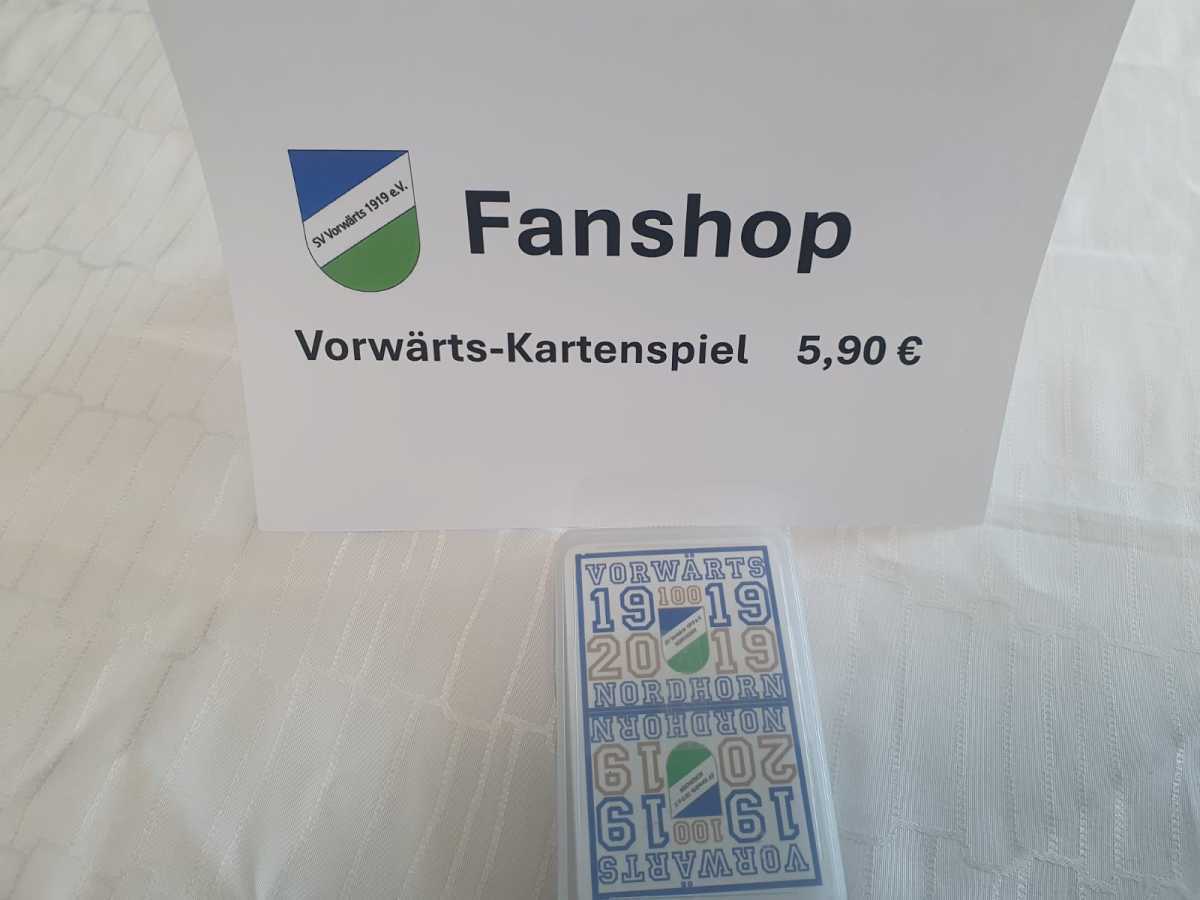 SV Vorwärts 1919 e.V.
Fanshop
Vorwärts-Kartenspiel 5,90 €
VORWÄRTS
19 100 19
20 19
NORDHORN
NORDHORN
20 19
19 100 19
VORWÄRTS